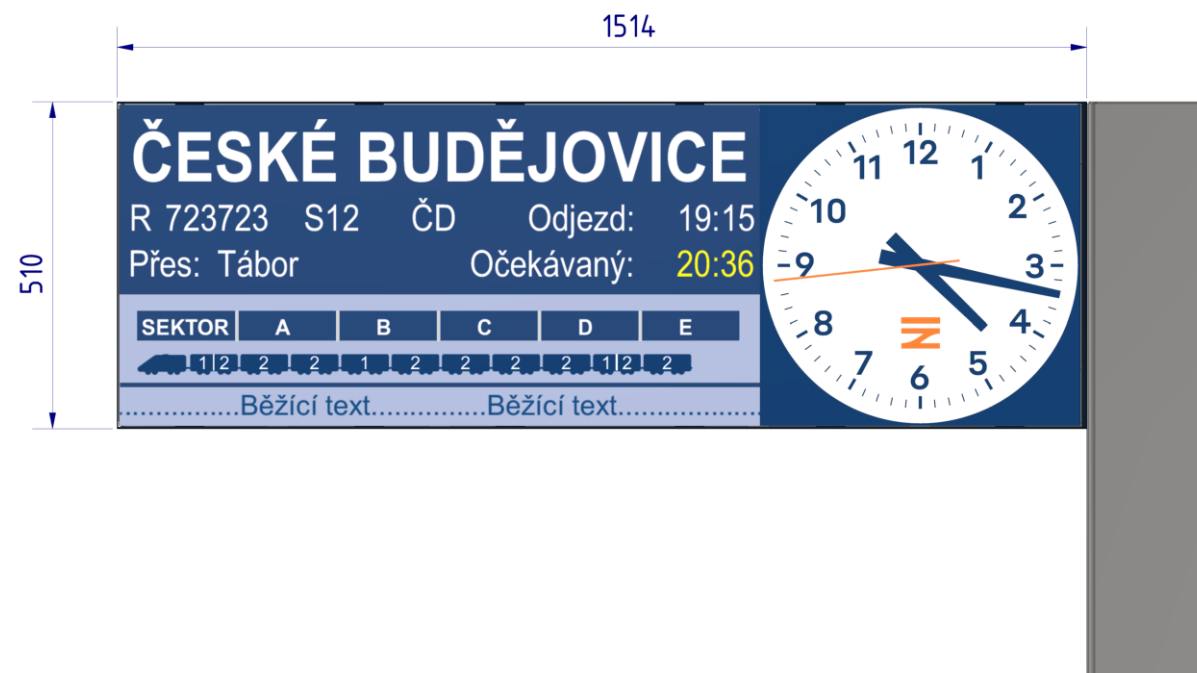 1514
510
ČESKÉ BUDĚJOVICE
R 723723 S12 ČD Odjezd: 19:15
Přes: Tábor Očekávaný: 20:36
SEKTOR A B C D E
1 2 2 2 1 2 2 2 2 1 2 2
................Běžící text..............Běžící text...................
12
1
2
3
4
5
6
7
8
9
10
11